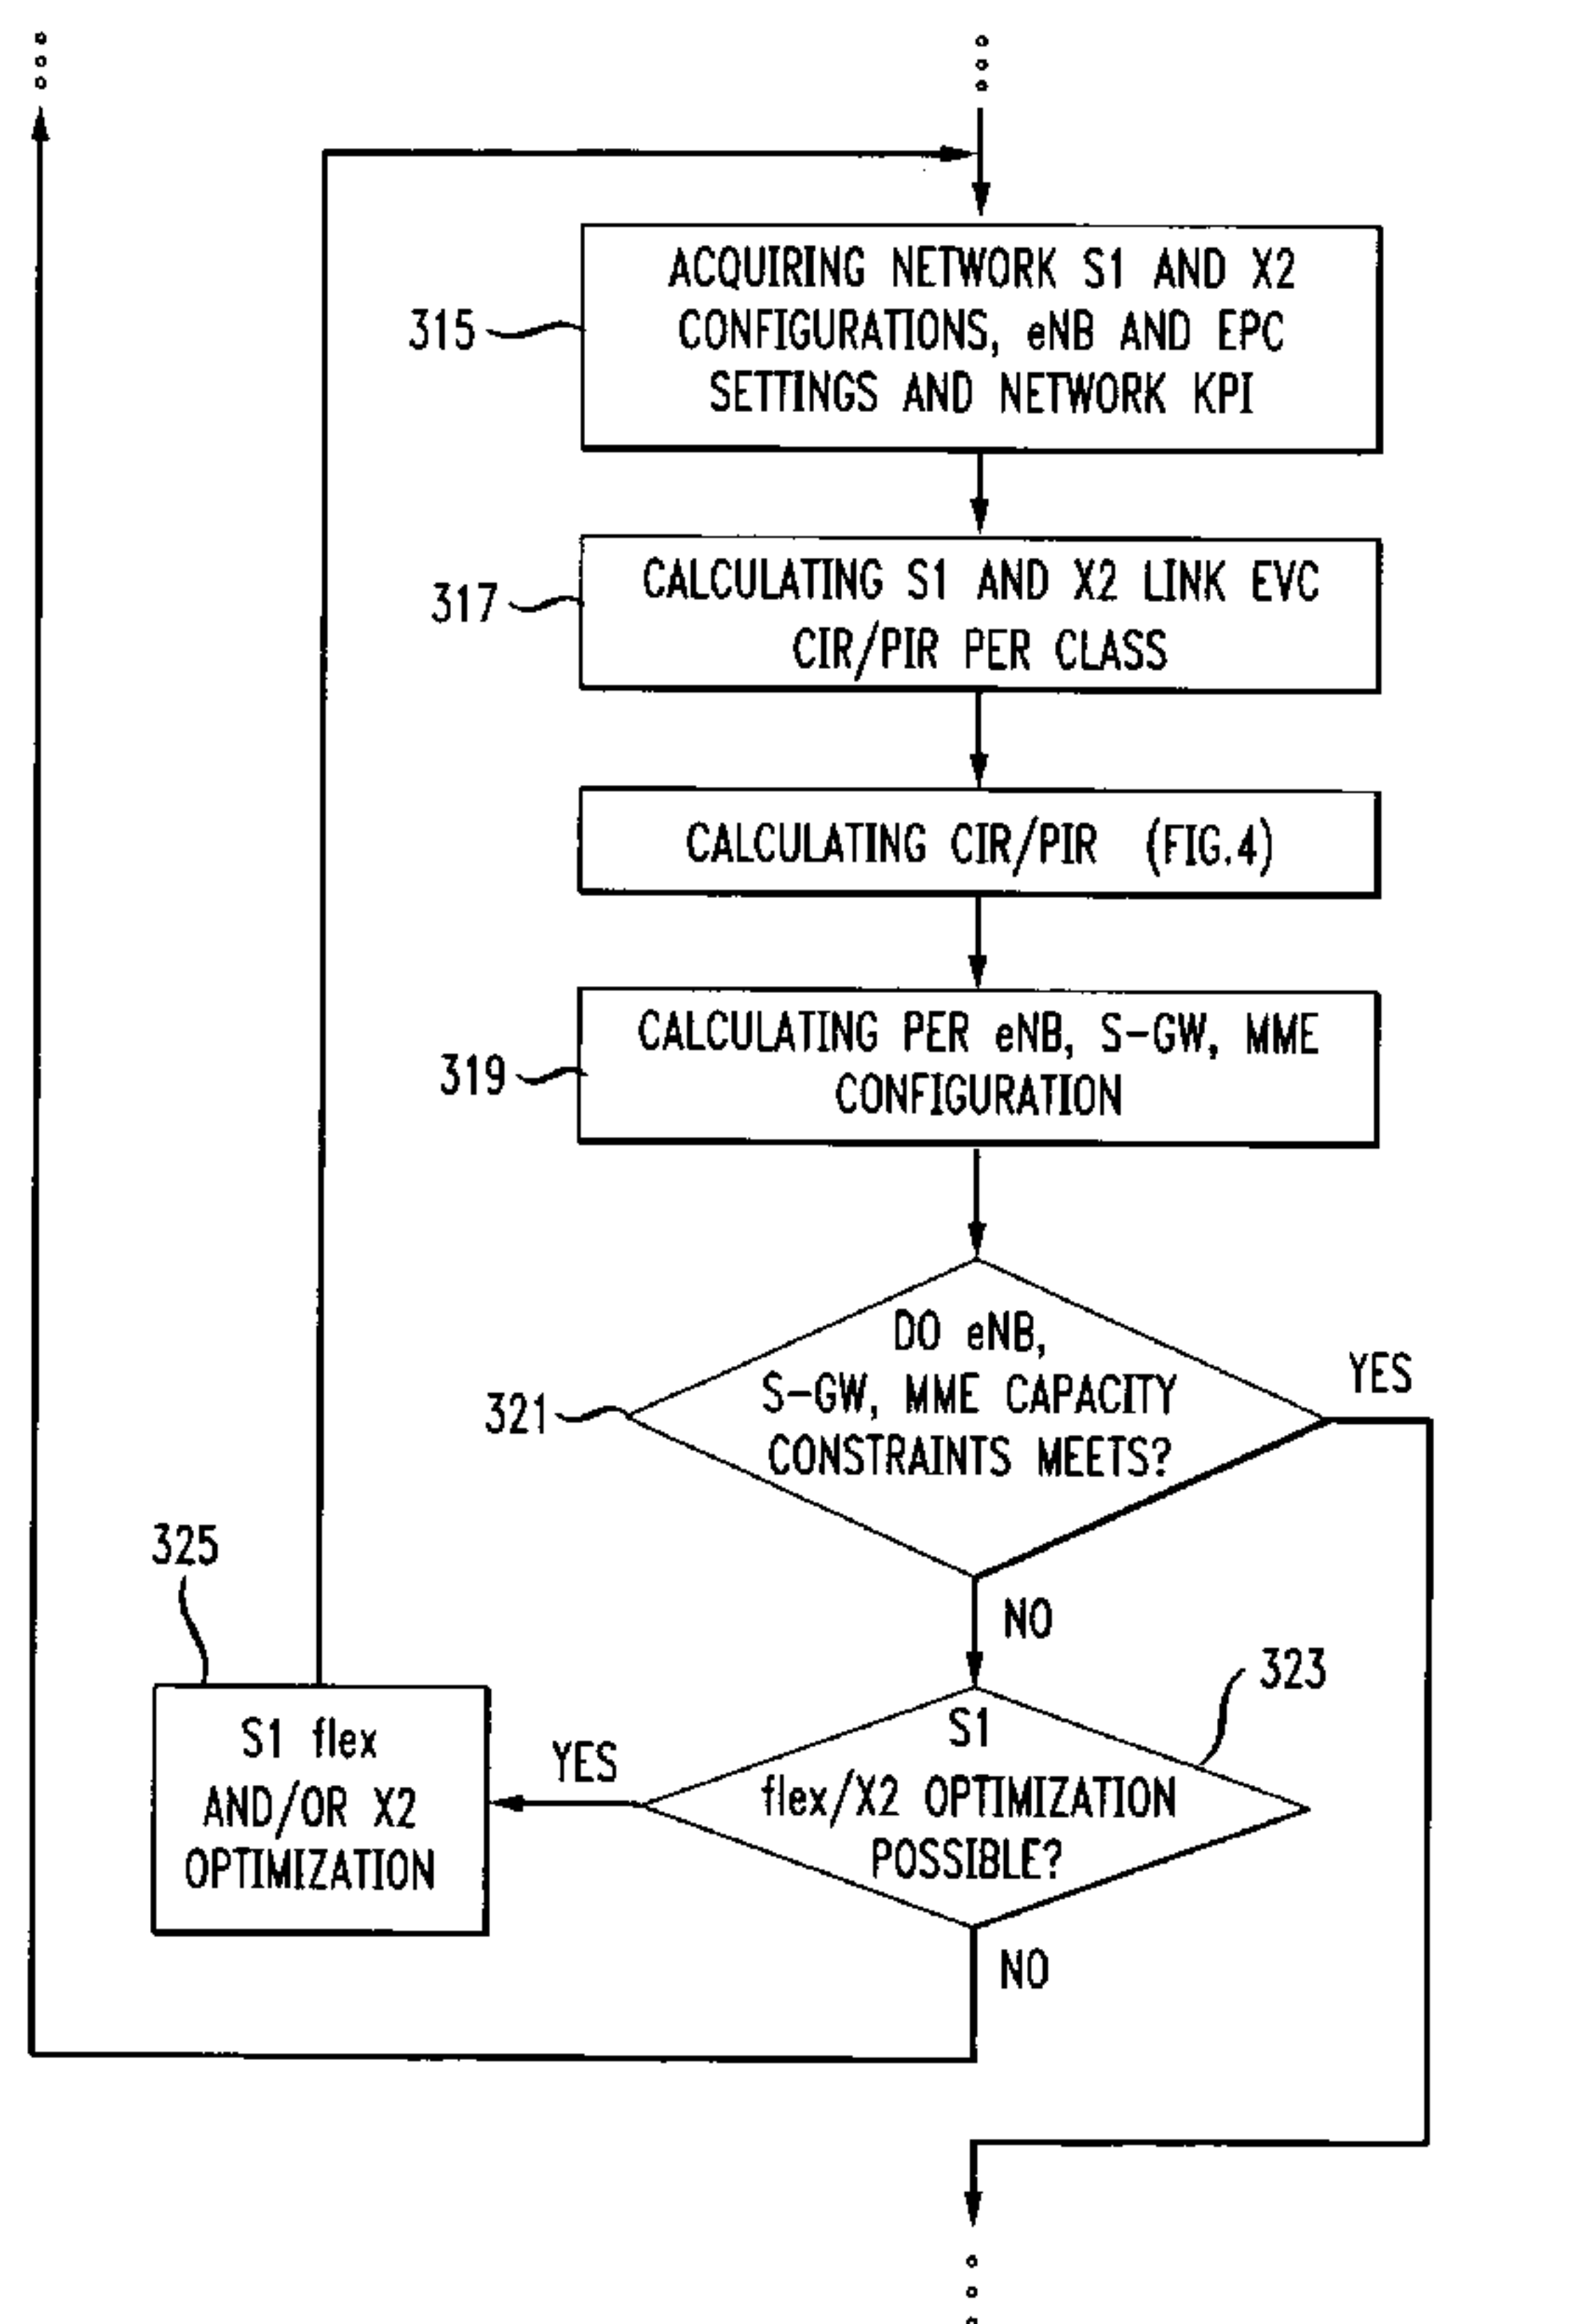 ACQUIRING NETWORK S1 AND X2
CONFIGURATIONS, eNB AND EPC
SETTINGS AND NETWORK KPI
315
CALCULATING S1 AND X2 LINK EVC
CIR/PIR PER CLASS
317
CALCULATING CIR/PIR (FIG.4)
CALCULATING PER eNB, S-GW, MME
CONFIGURATION
319
DO eNB,
S-GW, MME CAPACITY
CONSTRAINTS MEETS?
321
YES
NO
323
S1
flex/X2 OPTIMIZATION
POSSIBLE?
YES
NO
325
S1 flex
AND/OR X2
OPTIMIZATION